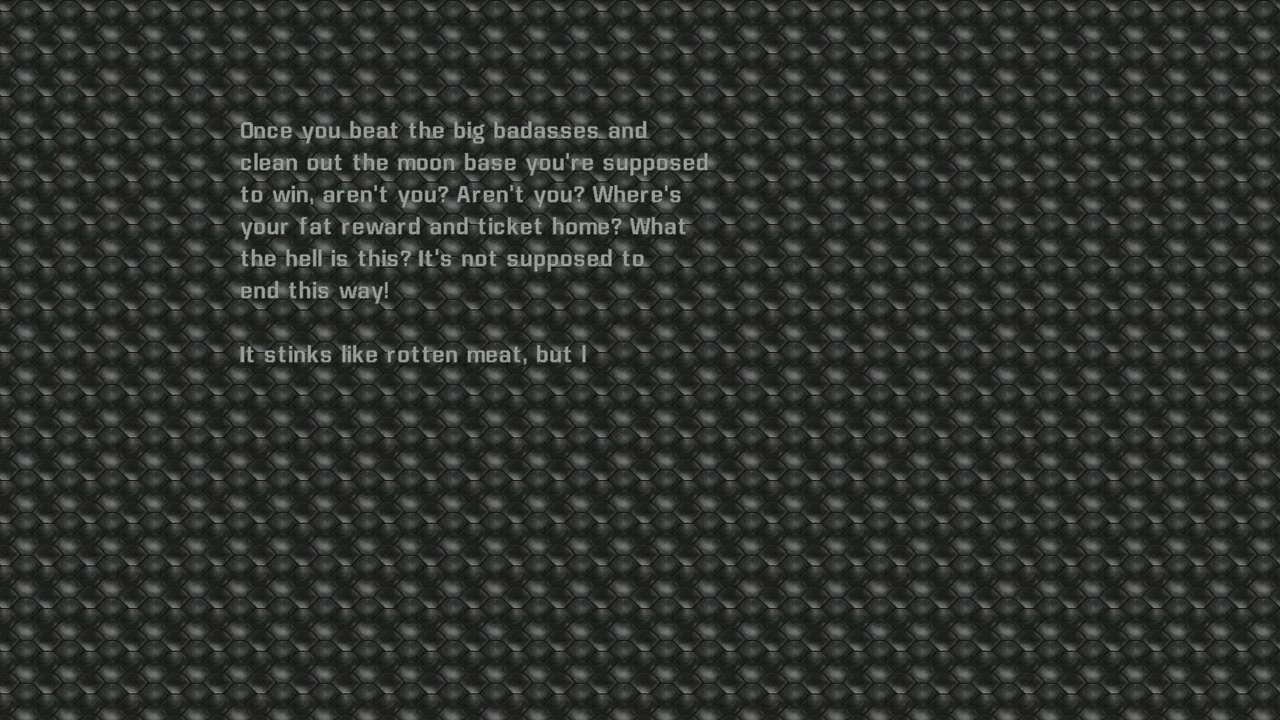 Once you beat the big badasses and
clean out the moon base you're supposed
to win, aren't you? Aren't you? Where's
your fat reward and ticket home? What
the hell is this? It's not supposed to
end this way!
It stinks like rotten meat, but l